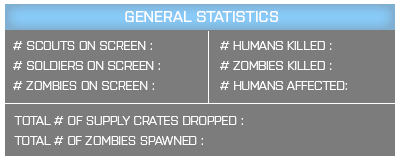 GENERAL STATISTICS
# SCOUTS ON SCREEN :
# SOLDIERS ON SCREEN :
# ZOMBIES ON SCREEN :
# HUMANS KILLED :
# ZOMBIES KILLED :
# HUMANS AFFECTED:
TOTAL # OF SUPPLY CRATES DROPPED :
TOTAL # OF ZOMBIES SPAWNED :